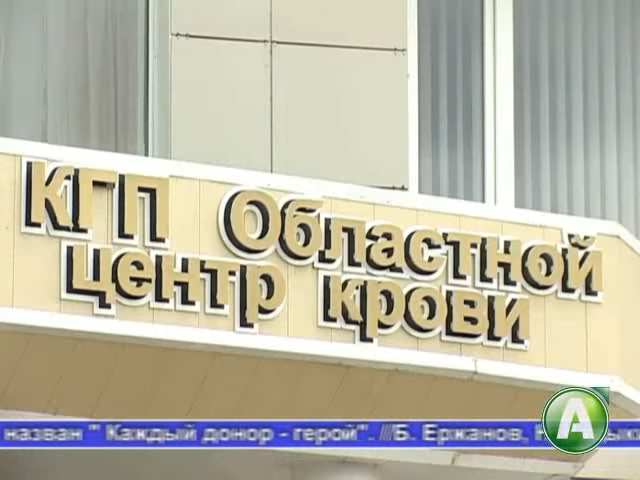 КГП Областной
центр крови
назван " Каждый донор - герой". ///Б. Ержанов,
А